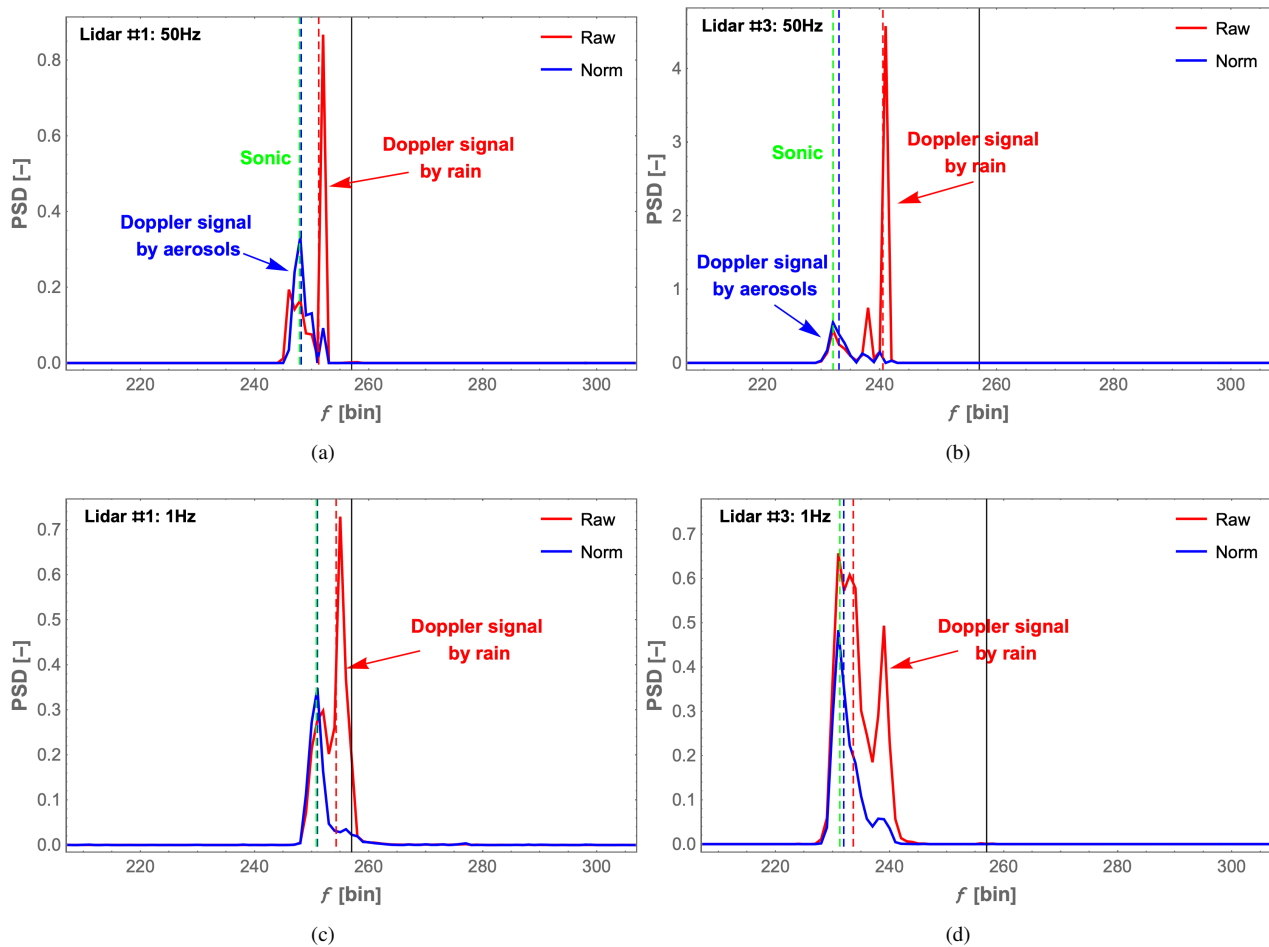 Lidar #1: 50Hz
Raw
Norm
Sonic
Doppler signal
by rain
Doppler signal
by aerosols
PSD [–]
0.8
0.6
0.4
0.2
0.0
220 240 260 280 300
f [bin]
(a)
Lidar #3: 50Hz
Raw
Norm
Sonic
Doppler signal
by rain
Doppler signal
by aerosols
PSD [–]
4
3
2
1
0
220 240 260 280 300
f [bin]
(b)
Lidar #1: 1Hz
Raw
Norm
Doppler signal
by rain
PSD [–]
0.7
0.6
0.5
0.4
0.3
0.2
0.1
0.0
220 240 260 280 300
f [bin]
(c)
Lidar #3: 1Hz
Raw
Norm
Doppler signal
by rain
PSD [–]
0.7
0.6
0.5
0.4
0.3
0.2
0.1
0.0
220 240 260 280 300
f [bin]
(d)